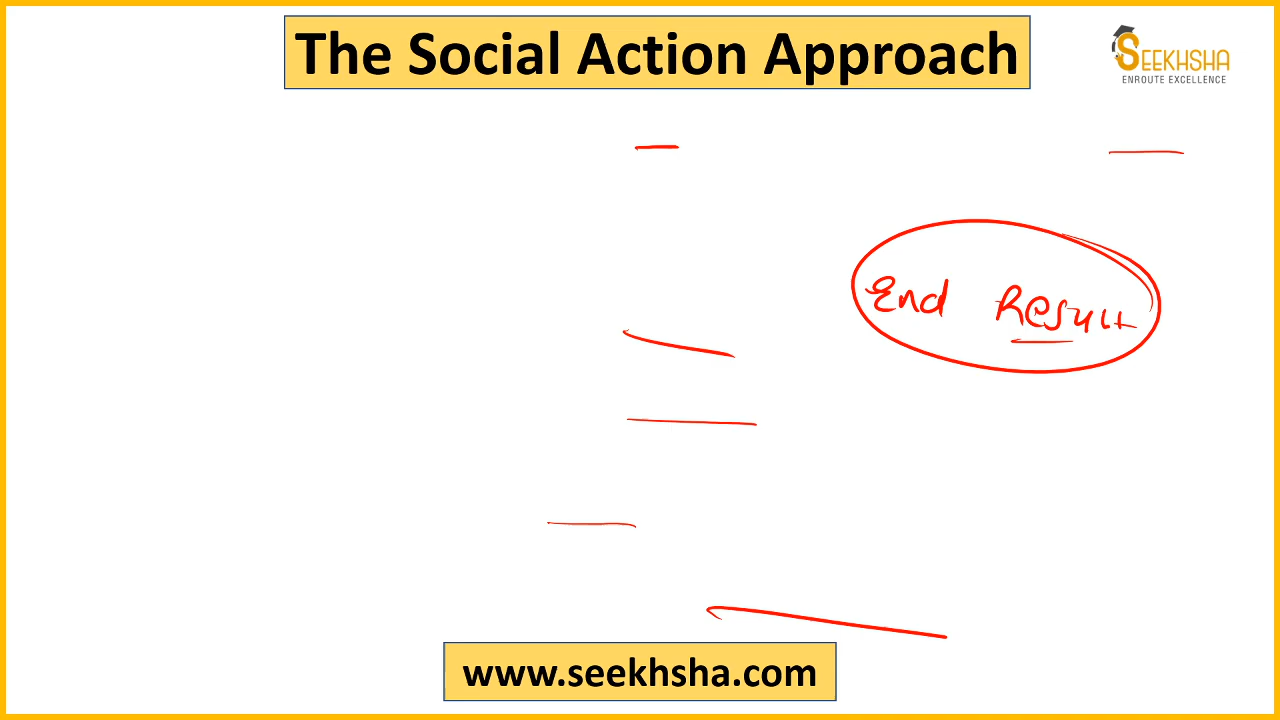 The Social Action Approach
SEEKHSHA
ENROUTE EXCELLENCE
End Result
www.seekhsha.com